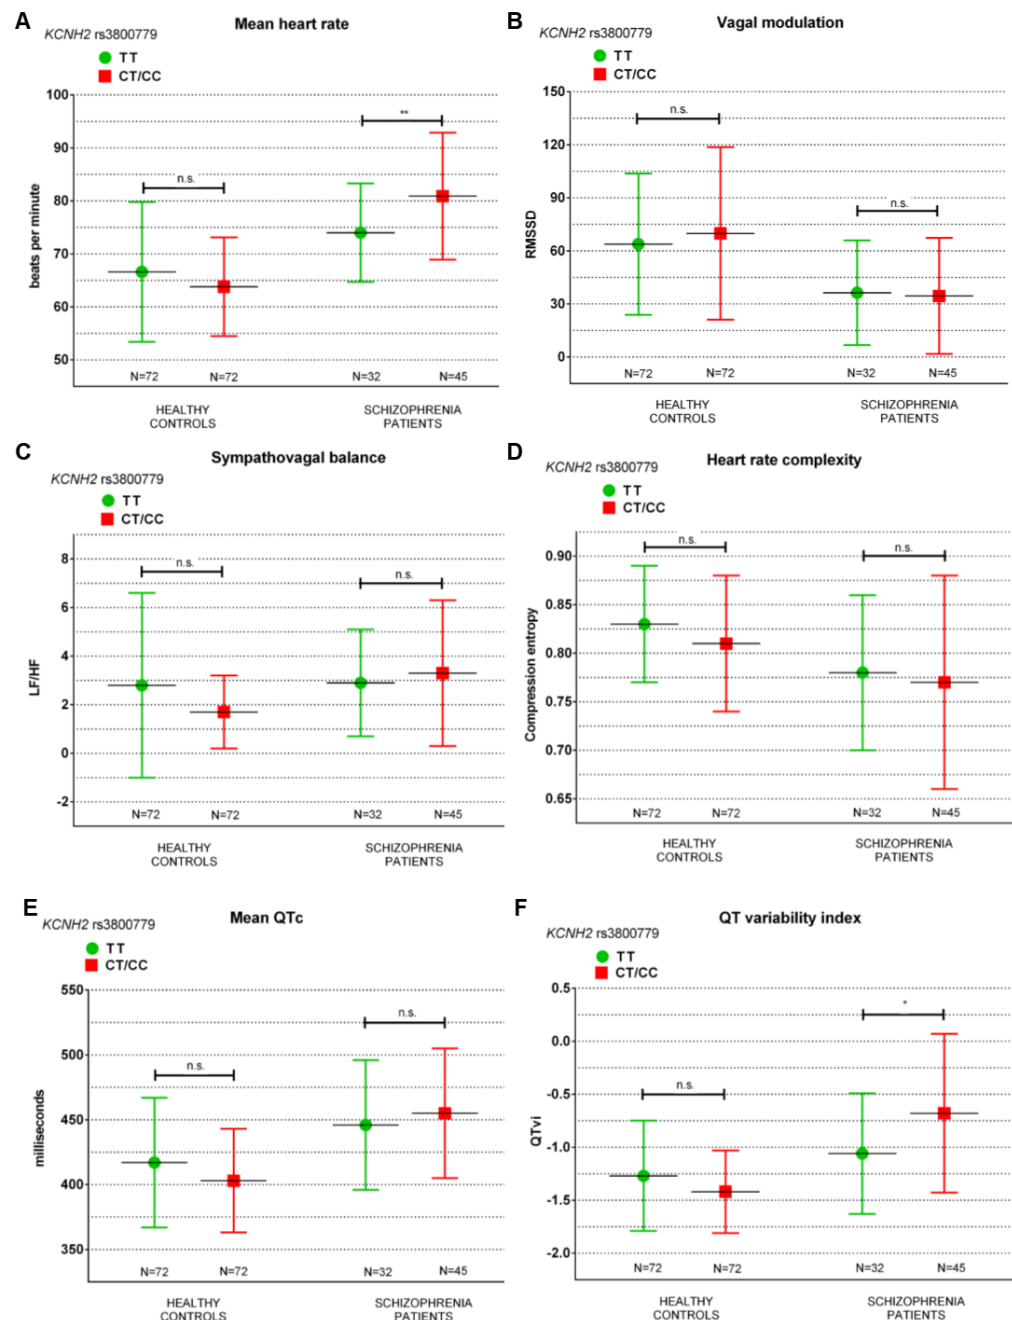 A
Mean heart rate
KCNH2 rs3800779
TT
CT/CC
100
90
80
70
60
50
beats per minute
n.s.
**
N=72
N=72
N=32
N=45
HEALTHY
CONTROLS
SCHIZOPHRENIA
PATIENTS
B
Vagal modulation
KCNH2 rs3800779
TT
CT/CC
150
120
90
60
30
0
RMSSD
n.s.
n.s.
N=72
N=72
N=32
N=45
HEALTHY
CONTROLS
SCHIZOPHRENIA
PATIENTS
C
Sympathovagal balance
KCNH2 rs3800779
TT
CT/CC
8
6
4
2
0
-2
LF/HF
n.s.
n.s.
N=72
N=72
N=32
N=45
HEALTHY
CONTROLS
SCHIZOPHRENIA
PATIENTS
D
Heart rate complexity
KCNH2 rs3800779
TT
CT/CC
0.90
0.85
0.80
0.75
0.70
0.65
Compression entropy
n.s.
n.s.
N=72
N=72
N=32
N=45
HEALTHY
CONTROLS
SCHIZOPHRENIA
PATIENTS
E
Mean QTc
KCNH2 rs3800779
TT
CT/CC
550
500
450
400
350
milliseconds
n.s.
n.s.
N=72
N=72
N=32
N=45
HEALTHY
CONTROLS
SCHIZOPHRENIA
PATIENTS
F
QT variability index
KCNH2 rs3800779
TT
CT/CC
0.5
0.0
-0.5
-1.0
-1.5
-2.0
QTvi
n.s.
*
N=72
N=72
N=32
N=45
HEALTHY
CONTROLS
SCHIZOPHRENIA
PATIENTS